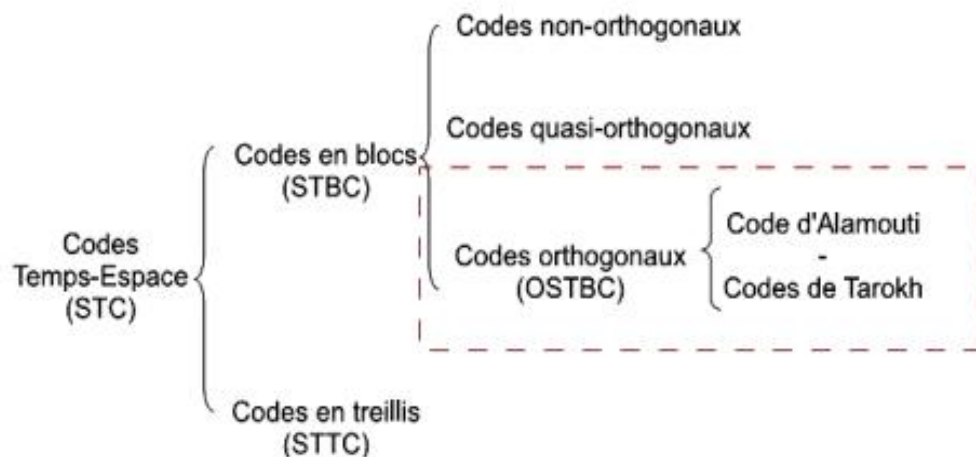 Codes non-orthogonaux
Codes quasi-orthogonaux
Codes en blocs
(STBC)
Codes
Temps-Espace
(STC)
Codes orthogonaux
(OSTBC)
Code d'Alamouti
-
Codes de Tarokh
Codes en treillis
(STTC)